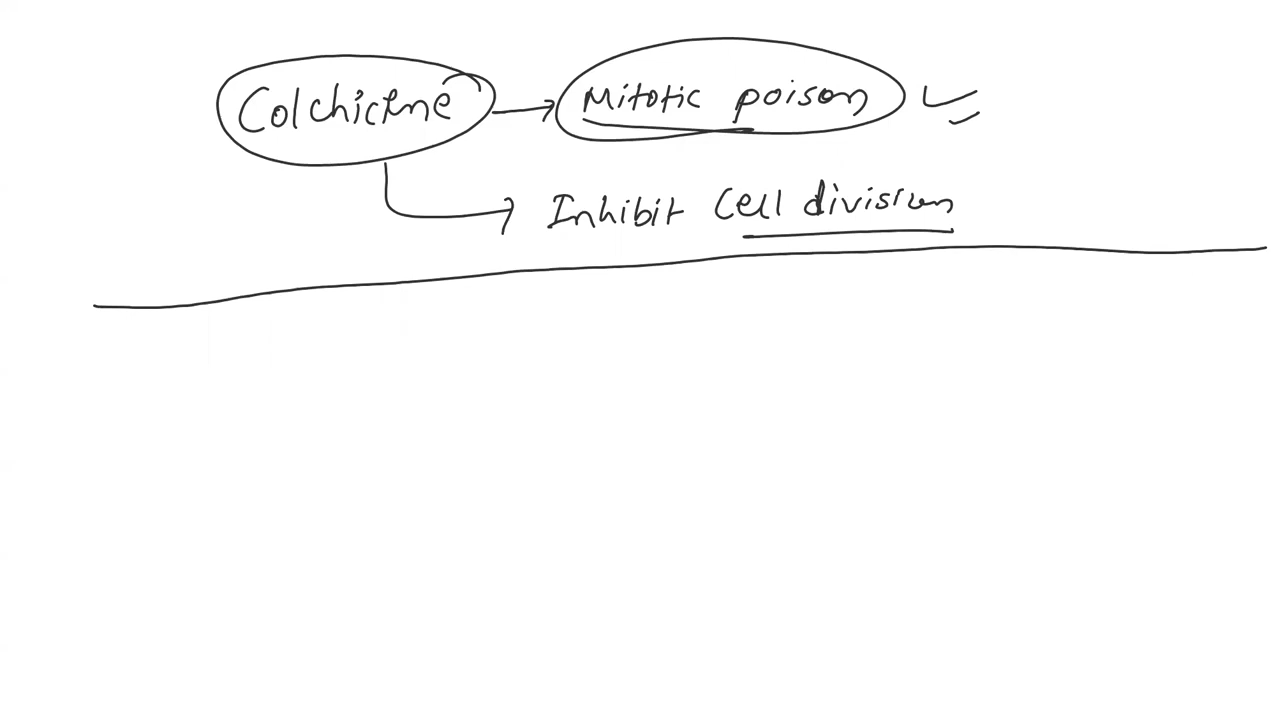 Colchicine → Mitotic poison ✓
→ Inhibit Cell division